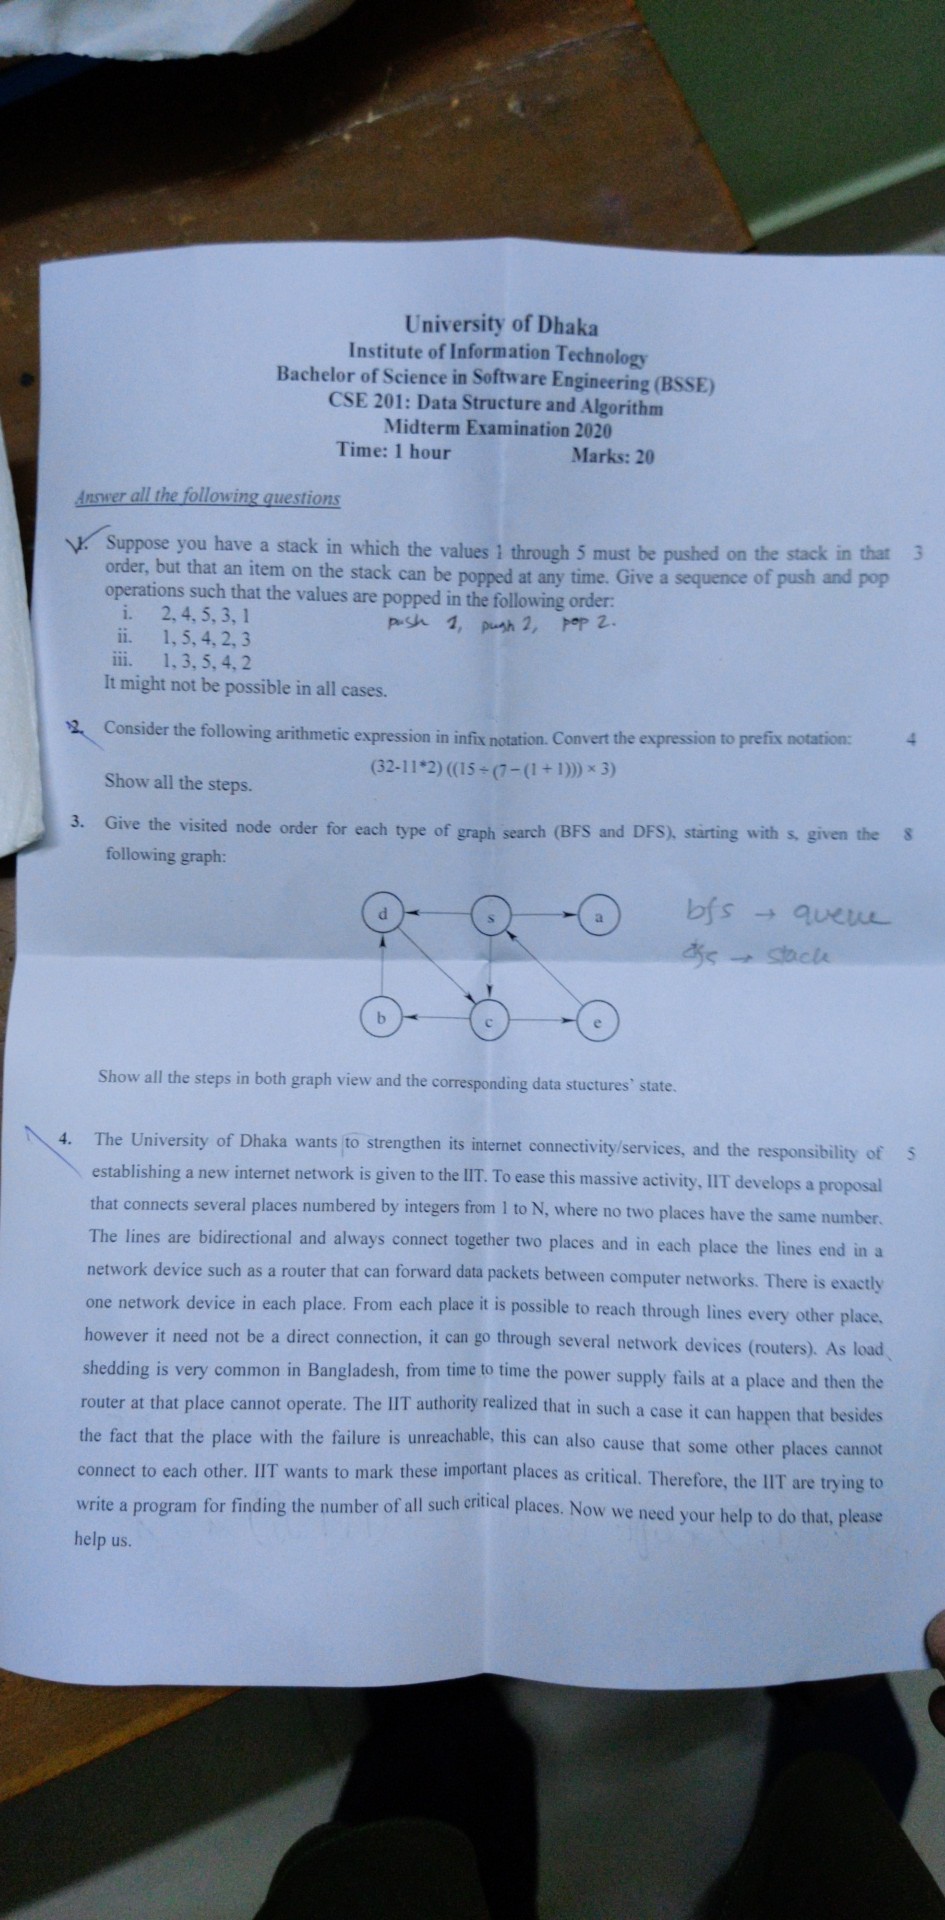 University of Dhaka
Institute of Information Technology
Bachelor of Science in Software Engineering (BSSE)
CSE 201: Data Structure and Algorithm
Midterm Examination 2020
Time: 1 hour Marks: 20
Answer all the following questions
1. Suppose you have a stack in which the values 1 through 5 must be pushed on the stack in that 3
order, but that an item on the stack can be popped at any time. Give a sequence of push and pop
operations such that the values are popped in the following order:
i. 2, 4, 5, 3, 1
push 1, push 2, pop 2.
ii. 1, 5, 4, 2, 3
iii. 1, 3, 5, 4, 2
It might not be possible in all cases.
2. Consider the following arithmetic expression in infix notation. Convert the expression to prefix notation: 4
(32-11*2) ((15 ÷ (7 − (1 + 1))) × 3)
Show all the steps.
3. Give the visited node order for each type of graph search (BFS and DFS), starting with s, given the 8
following graph:
d s a
bfs → queue
dfs → stack
b c e
Show all the steps in both graph view and the corresponding data stuctures' state.
4. The University of Dhaka wants to strengthen its internet connectivity/services, and the responsibility of 5
establishing a new internet network is given to the IIT. To ease this massive activity, IIT develops a proposal
that connects several places numbered by integers from 1 to N, where no two places have the same number.
The lines are bidirectional and always connect together two places and in each place the lines end in a
network device such as a router that can forward data packets between computer networks. There is exactly
one network device in each place. From each place it is possible to reach through lines every other place,
however it need not be a direct connection, it can go through several network devices (routers). As load
shedding is very common in Bangladesh, from time to time the power supply fails at a place and then the
router at that place cannot operate. The IIT authority realized that in such a case it can happen that besides
the fact that the place with the failure is unreachable, this can also cause that some other places cannot
connect to each other. IIT wants to mark these important places as critical. Therefore, the IIT are trying to
write a program for finding the number of all such critical places. Now we need your help to do that, please
help us.